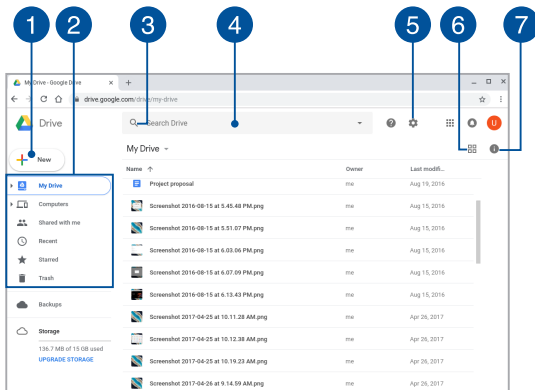 1 2 3 4 5 6 7
My Drive - Google Drive
drive.google.com/drive/my-drive
Drive
Search Drive
U
New
My Drive
Name Owner Last modifi...
My Drive
Computers
Shared with me
Recent
Starred
Trash
Backups
Storage
136.7 MB of 15 GB used
UPGRADE STORAGE
Project proposal me Aug 19, 2016
Screenshot 2016-08-15 at 5.45.48 PM.png me Aug 15, 2016
Screenshot 2016-08-15 at 5.51.07 PM.png me Aug 15, 2016
Screenshot 2016-08-15 at 6.03.06 PM.png me Aug 15, 2016
Screenshot 2016-08-15 at 6.07.09 PM.png me Aug 15, 2016
Screenshot 2016-08-15 at 6.13.43 PM.png me Aug 15, 2016
Screenshot 2017-04-25 at 10.11.28 AM.png me Apr 26, 2017
Screenshot 2017-04-25 at 10.12.38 AM.png me Apr 26, 2017
Screenshot 2017-04-25 at 10.19.23 AM.png me Apr 26, 2017
Screenshot 2017-04-26 at 9.14.59 AM.png me Apr 26, 2017